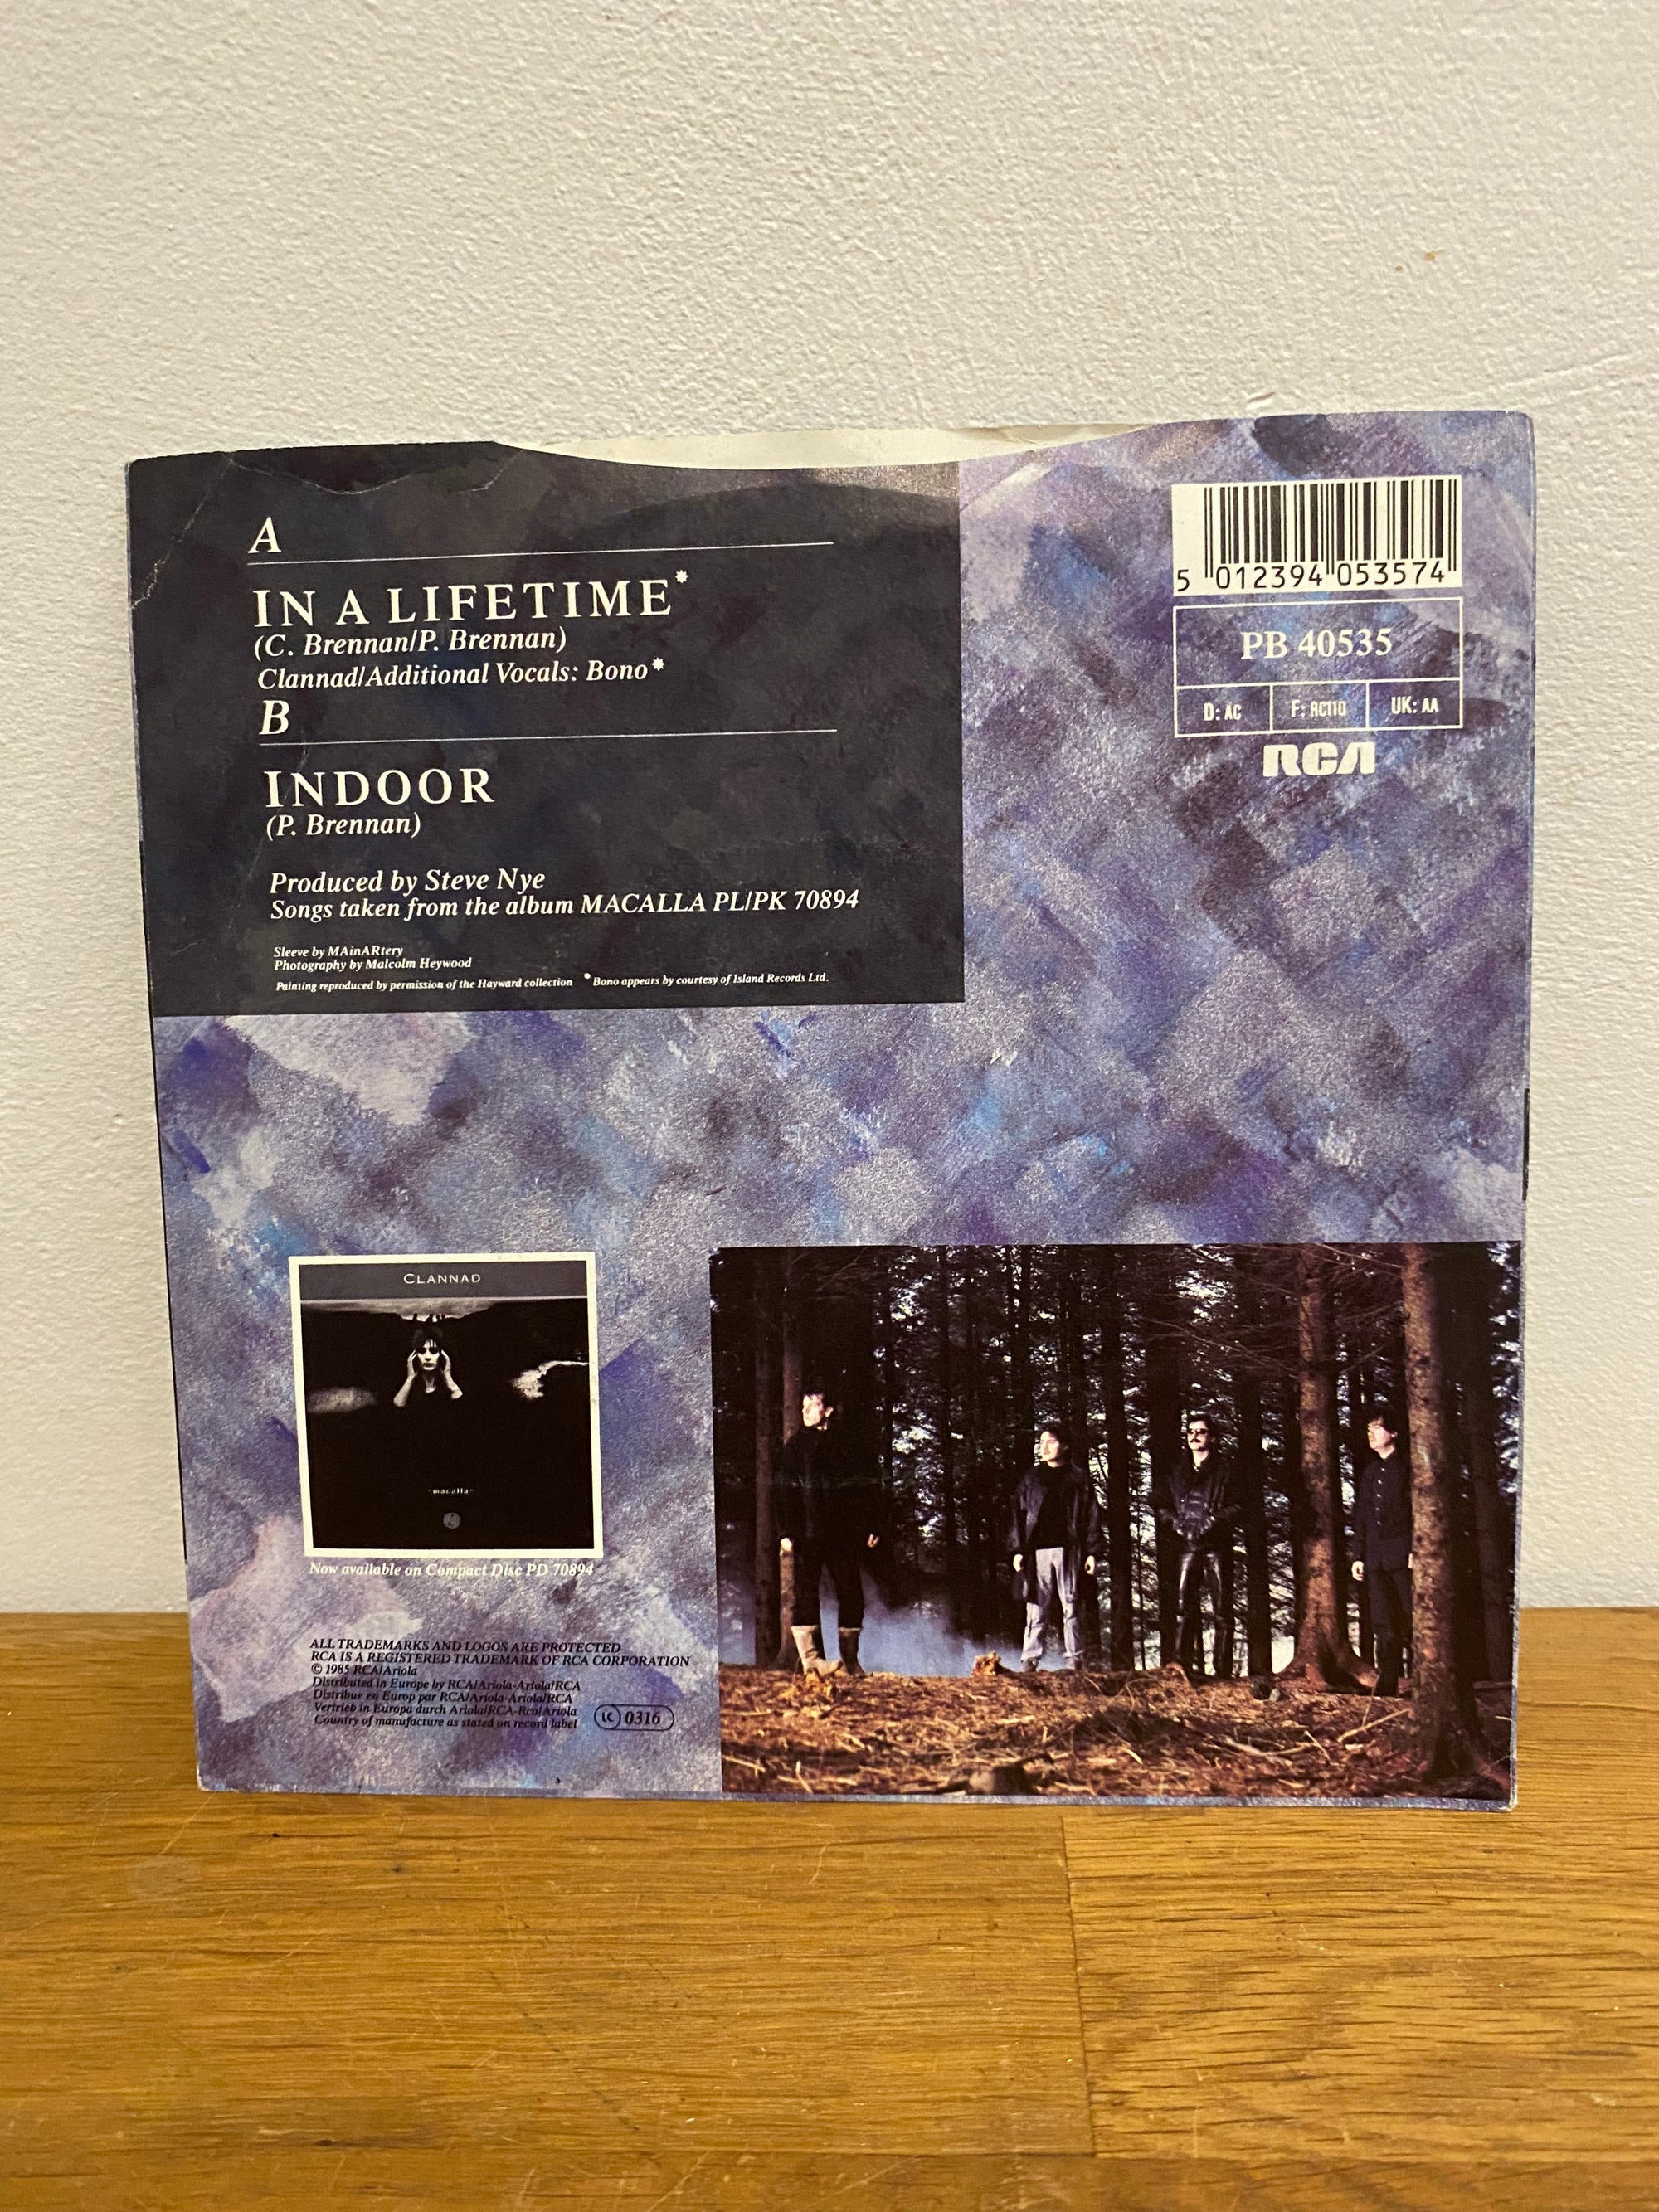 A
IN A LIFETIME*
(C. Brennan/P. Brennan)
Clannad/Additional Vocals: Bono*
B
INDOOR
(P. Brennan)
Produced by Steve Nye
Songs taken from the album MACALLA PL/PK 70894
Sleeve by MAinARtery
Photography by Malcolm Heywood
Painting reproduced by permission of the Hayward collection *Bono appears by courtesy of Island Records Ltd.
5 012394 053574
PB 40535
D: AC F: RC110 UK: AA
RCA
CLANNAD
-macalla-
Now available on Compact Disc PD 70894
ALL TRADEMARKS AND LOGOS ARE PROTECTED
RCA IS A REGISTERED TRADEMARK OF RCA CORPORATION
© 1985 RCA/Ariola
Distributed in Europe by RCA/Ariola-Ariola/RCA
Distribue en Europ par RCA/Ariola-Ariola/RCA
Vertrieb in Europa durch Ariola/RCA-Rca/Ariola
Country of manufacture as stated on record label
LC 0316